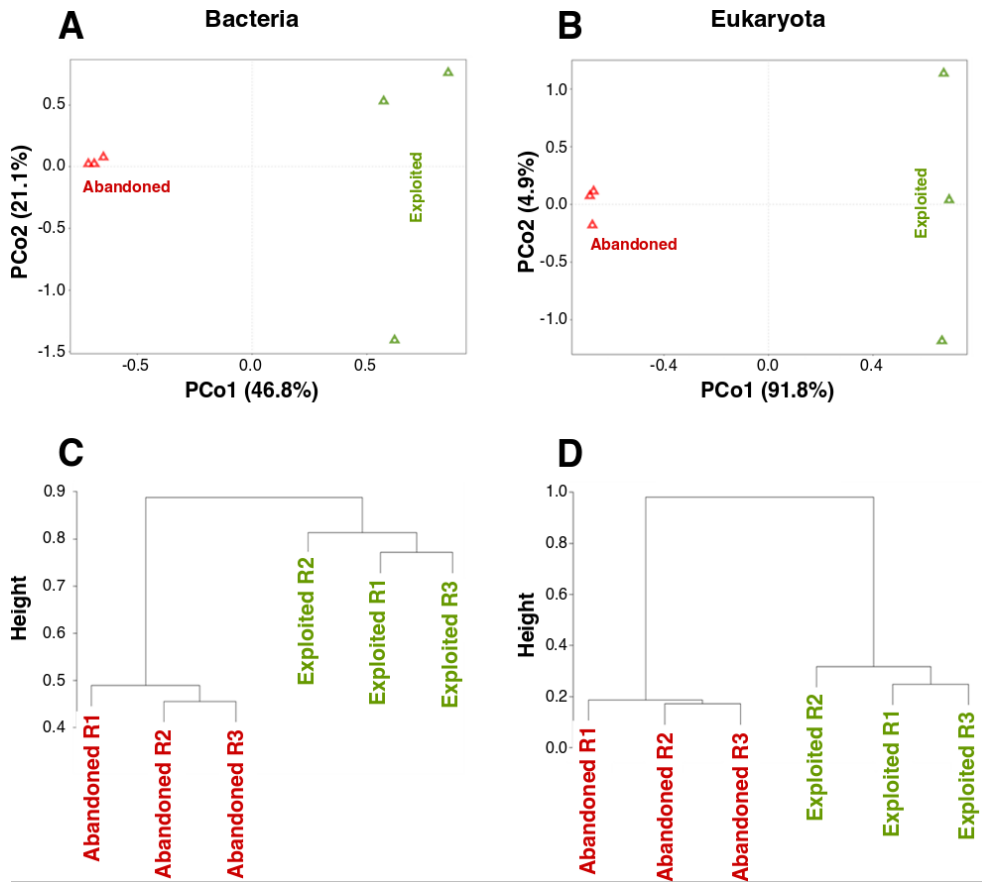 A
Bacteria
0.5
0.0
-0.5
-1.0
-1.5
PCo2 (21.1%)
Abandoned
Exploited
-0.5
0.0
0.5
PCo1 (46.8%)
B
Eukaryota
1.0
0.5
0.0
-0.5
-1.0
PCo2 (4.9%)
Abandoned
Exploited
-0.4
0.0
0.4
PCo1 (91.8%)
C
0.9
0.8
0.7
0.6
0.5
0.4
Height
Abandoned R1
Abandoned R2
Abandoned R3
Exploited R2
Exploited R1
Exploited R3
D
1.0
0.8
0.6
0.4
0.2
0.0
Height
Abandoned R1
Abandoned R2
Abandoned R3
Exploited R2
Exploited R1
Exploited R3